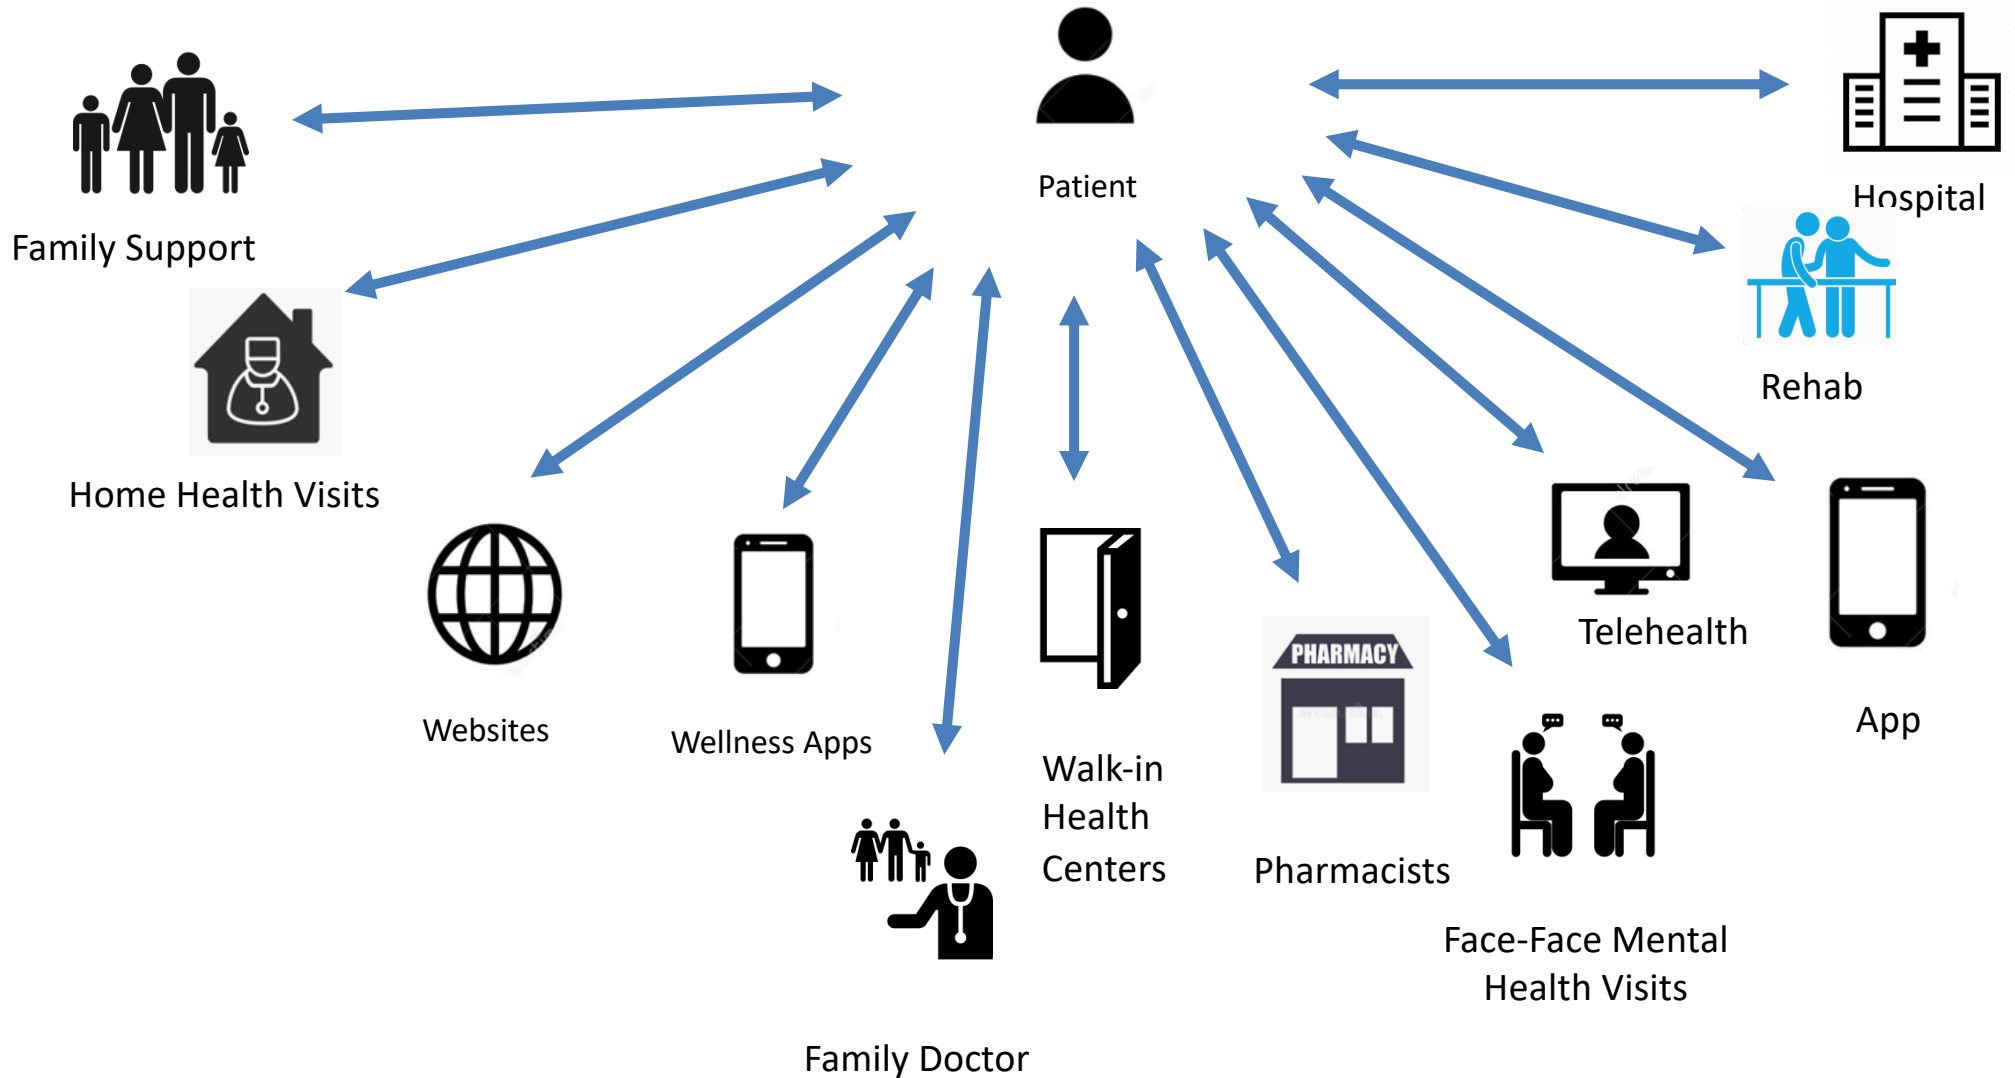 Patient
Hospital
Family Support
Rehab
Home Health Visits
Telehealth
PHARMACY
Websites
Wellness Apps
App
Walk-in
Health
Centers
Pharmacists
Face-Face Mental
Health Visits
Family Doctor